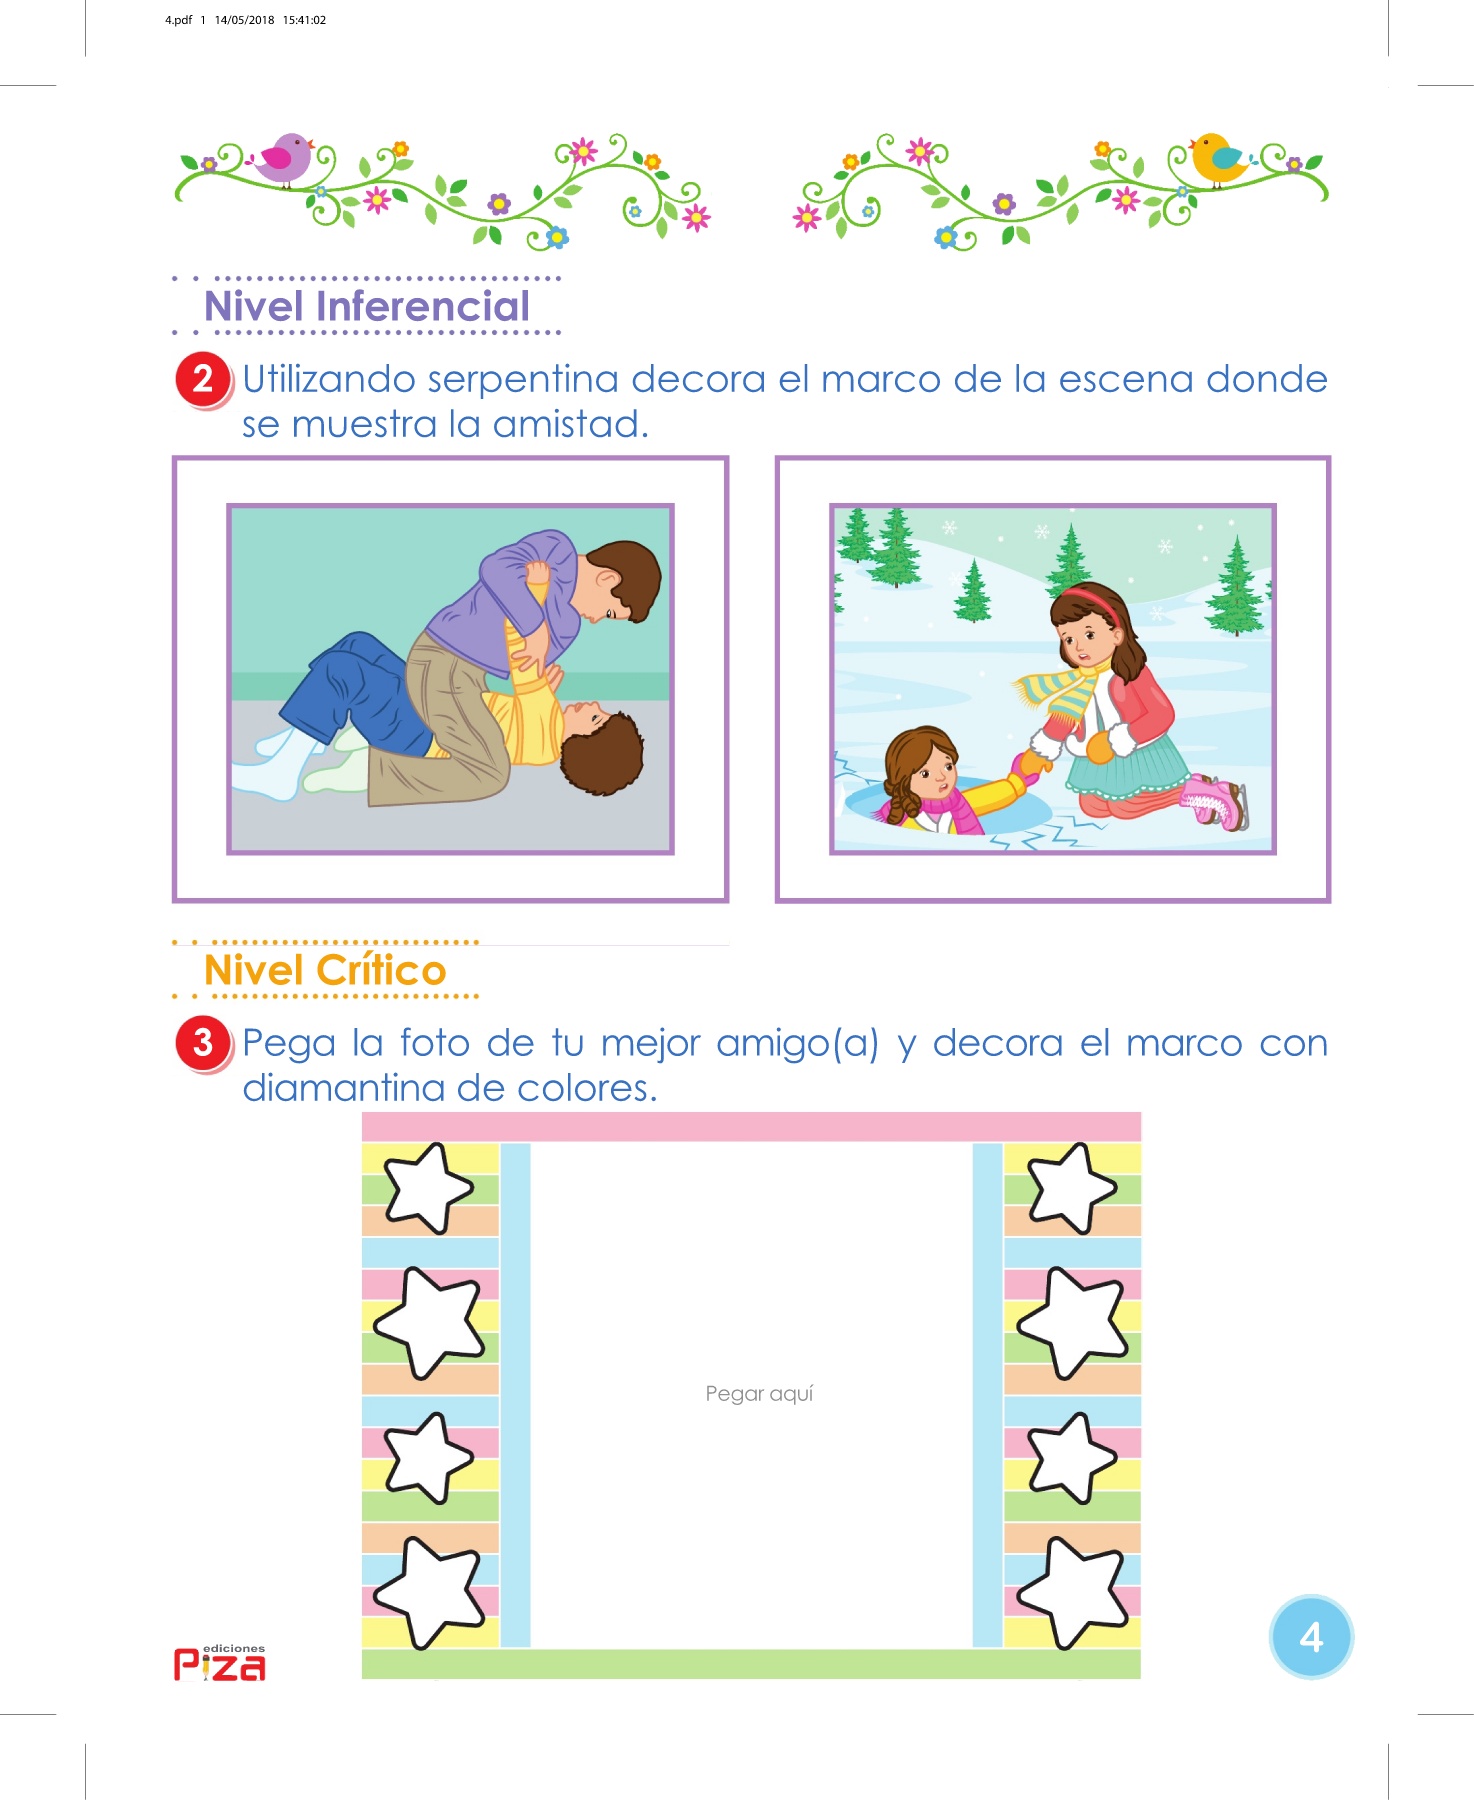 4.pdf 1 14/05/2018 15:41:02
Nivel Inferencial
2 Utilizando serpentina decora el marco de la escena donde
se muestra la amistad.
Nivel Crítico
3 Pega la foto de tu mejor amigo(a) y decora el marco con
diamantina de colores.
Pegar aquí
ediciones
Piza
4